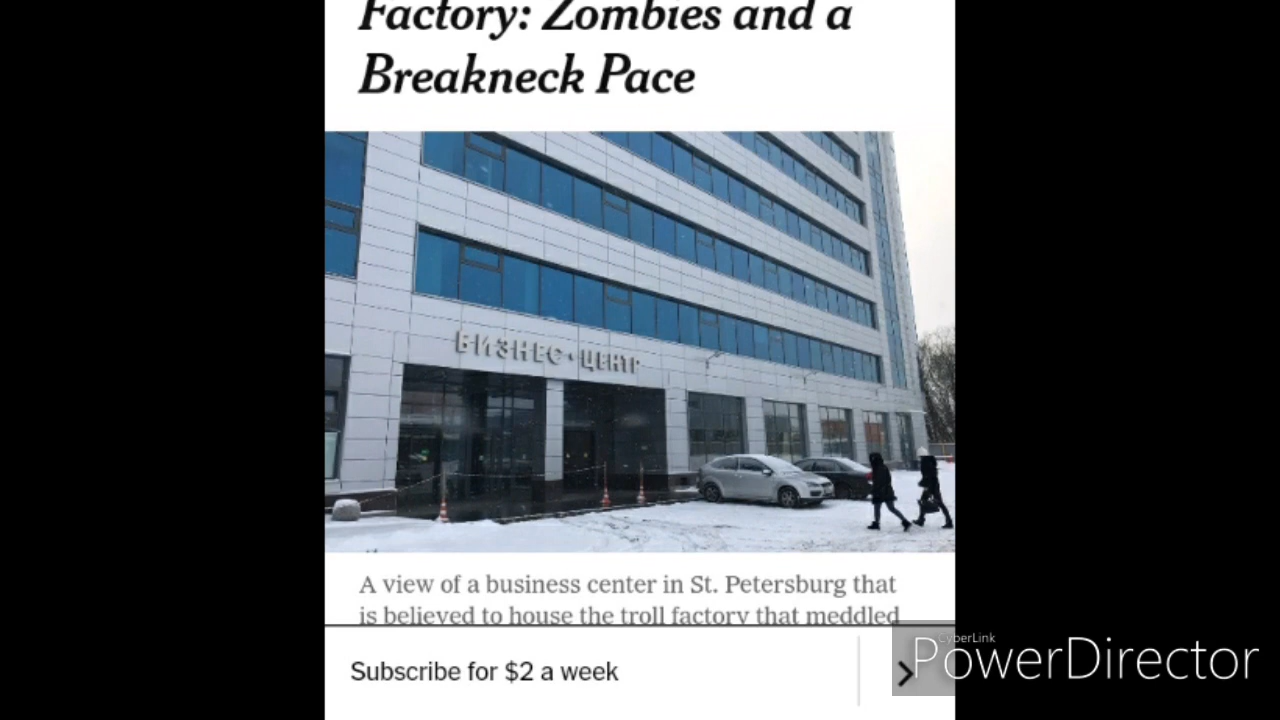 Factory: Zombies and a
Breakneck Pace
БИЗНЕС·ЦЕНТР
A view of a business center in St. Petersburg that
is believed to house the troll factory that meddled
Subscribe for $2 a week
CyberLink
PowerDirector